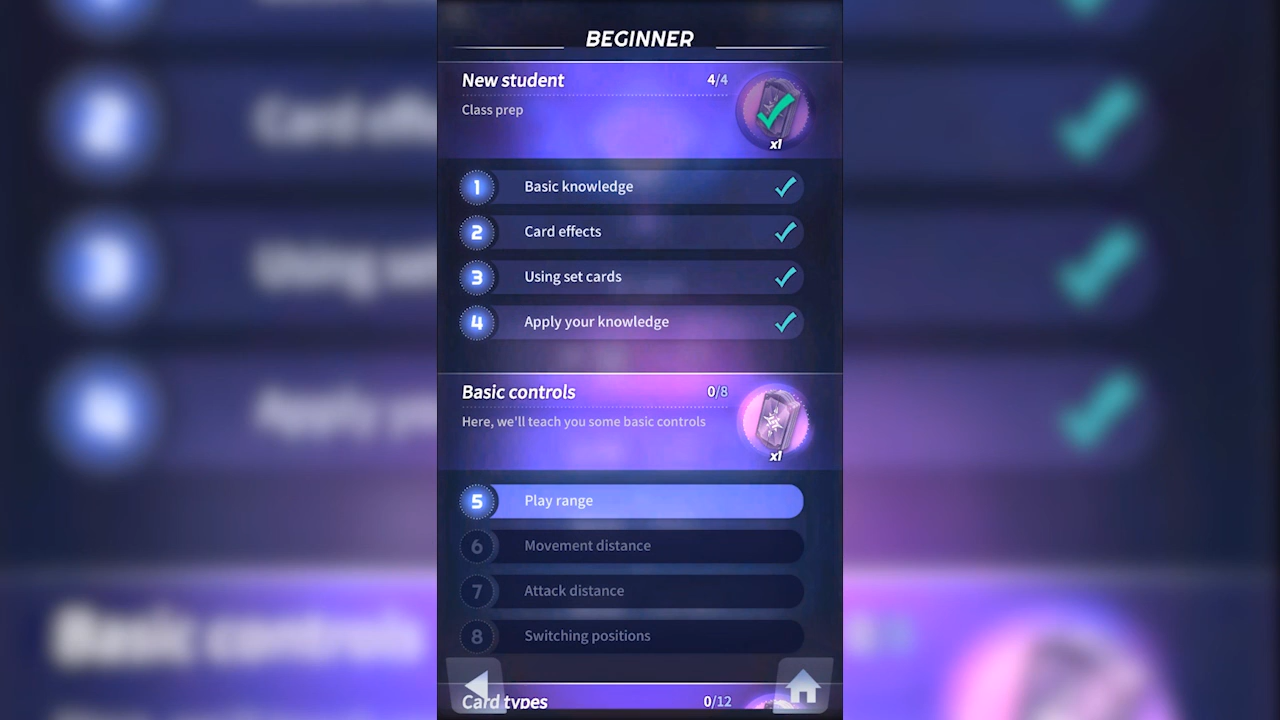 BEGINNER
New student 4/4
Class prep
x1
1 Basic knowledge
2 Card effects
3 Using set cards
4 Apply your knowledge
Basic controls 0/8
Here, we'll teach you some basic controls
x1
5 Play range
6 Movement distance
7 Attack distance
8 Switching positions
Card types 0/12